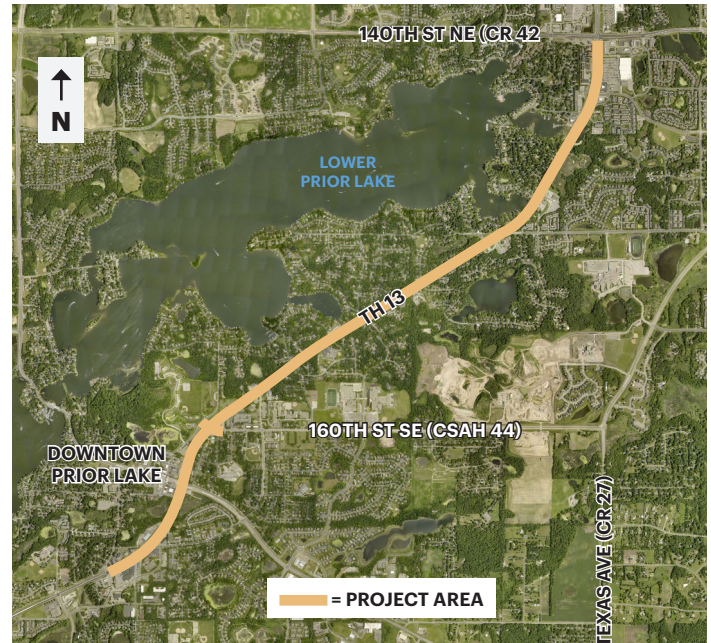 140TH ST NE (CR 42
N
LOWER
PRIOR LAKE
TH 13
160TH ST SE (CSAH 44)
DOWNTOWN
PRIOR LAKE
TEXAS AVE (CR 27)
= PROJECT AREA